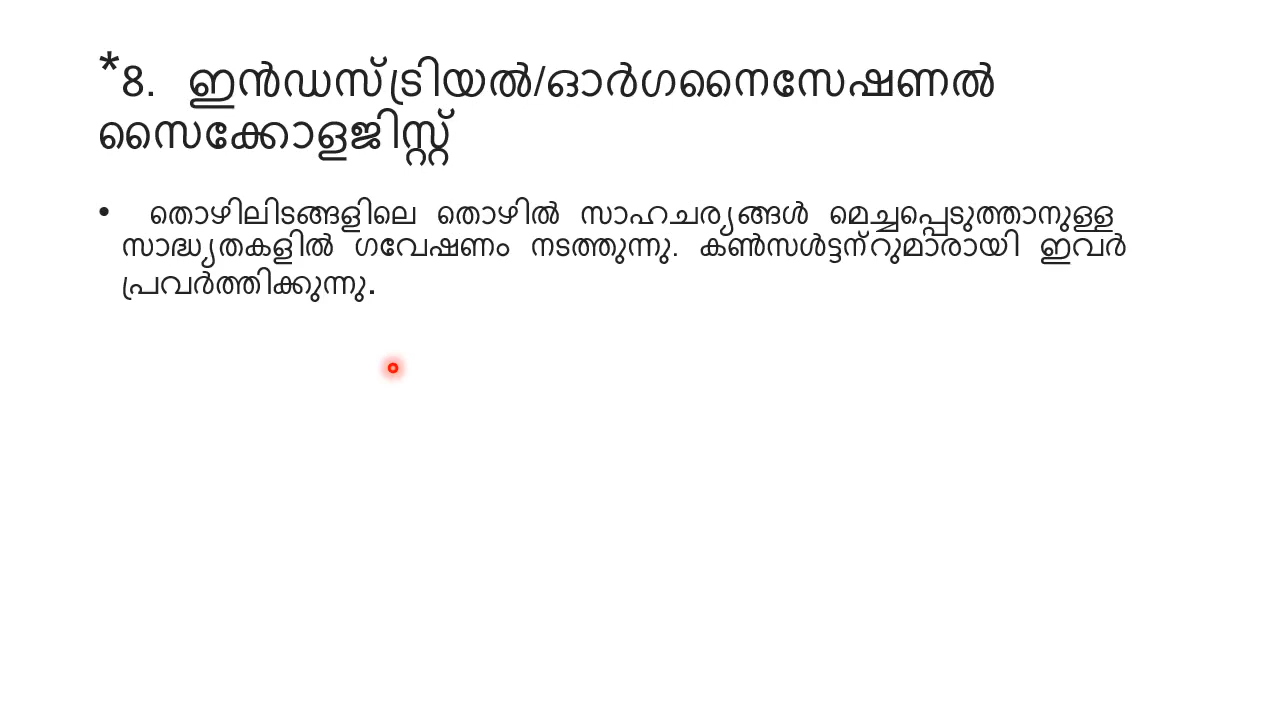 *8. ഇൻഡസ്ട്രിയൽ/ഓർഗനൈസേഷണൽ
സൈക്കോളജിസ്റ്റ്
• തൊഴിലിടങ്ങളിലെ തൊഴിൽ സാഹചര്യങ്ങൾ മെച്ചപ്പെടുത്താനുള്ള
സാദ്ധ്യതകളിൽ ഗവേഷണം നടത്തുന്നു. കൺസൾട്ടന്റുമാരായി ഇവർ
പ്രവർത്തിക്കുന്നു.